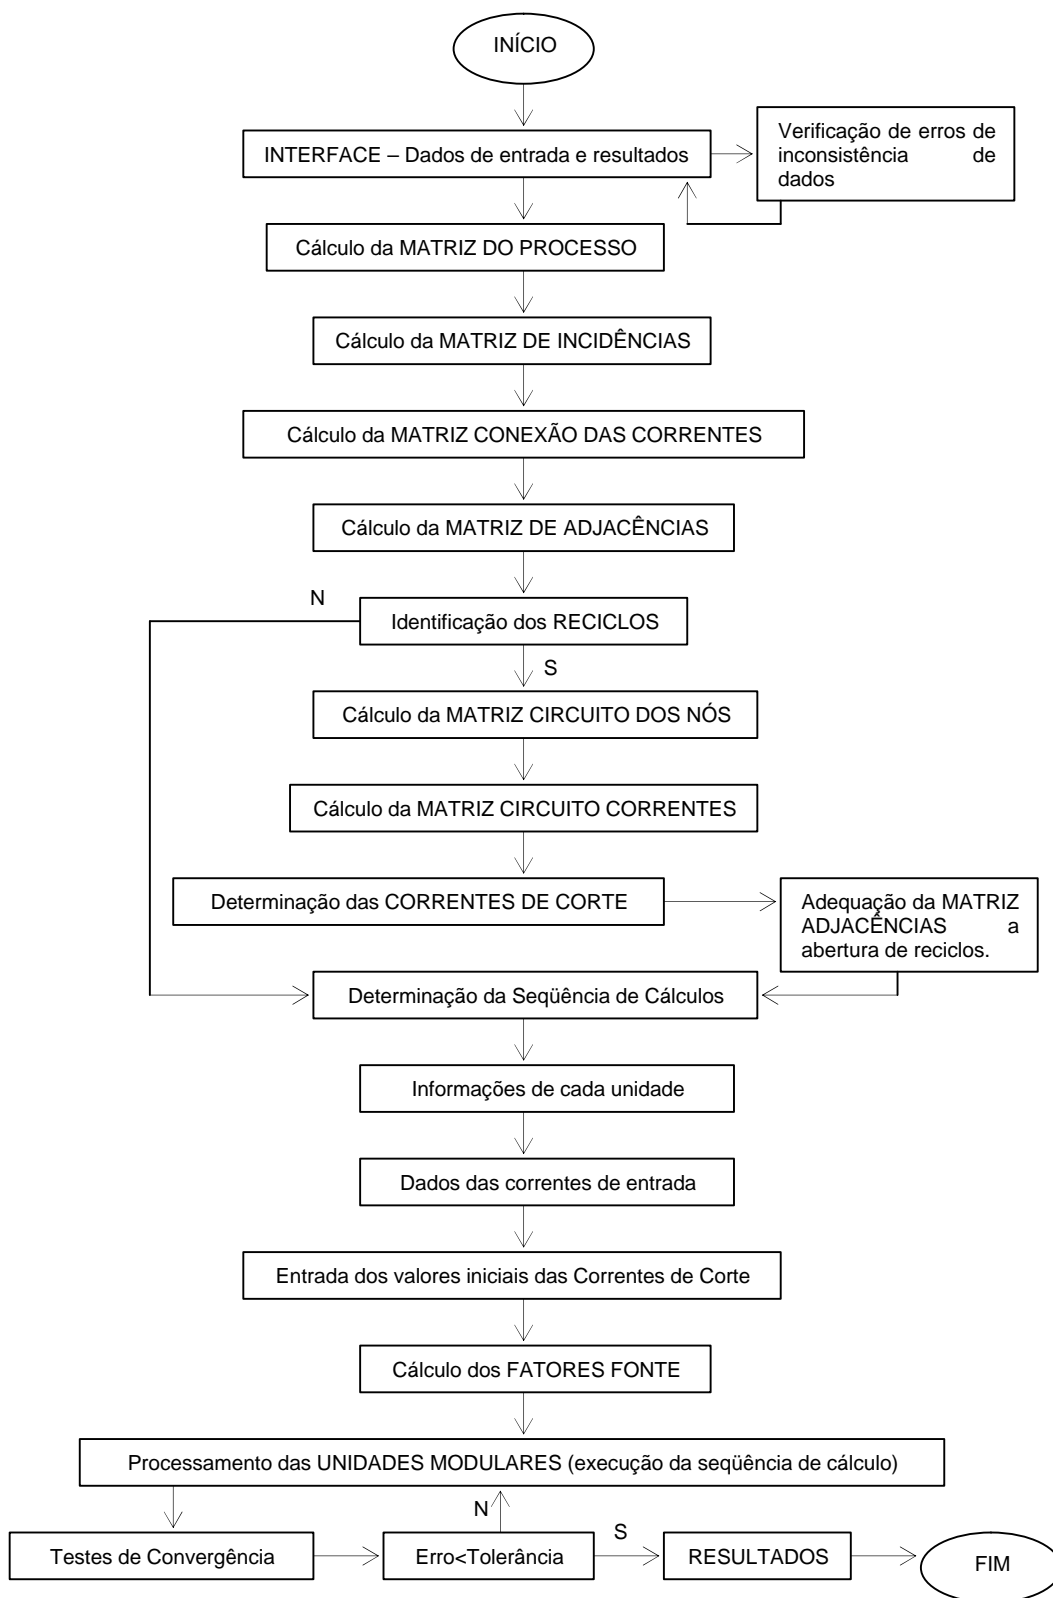 INÍCIO
INTERFACE – Dados de entrada e resultados
Verificação de erros de
inconsistência de
dados
Cálculo da MATRIZ DO PROCESSO
Cálculo da MATRIZ DE INCIDÊNCIAS
Cálculo da MATRIZ CONEXÃO DAS CORRENTES
Cálculo da MATRIZ DE ADJACÊNCIAS
N
Identificação dos RECICLOS
S
Cálculo da MATRIZ CIRCUITO DOS NÓS
Cálculo da MATRIZ CIRCUITO CORRENTES
Determinação das CORRENTES DE CORTE
Adequação da MATRIZ
ADJACÊNCIAS a
abertura de reciclos.
Determinação da Seqüência de Cálculos
Informações de cada unidade
Dados das correntes de entrada
Entrada dos valores iniciais das Correntes de Corte
Cálculo dos FATORES FONTE
Processamento das UNIDADES MODULARES (execução da seqüência de cálculo)
N
S
Testes de Convergência
Erro<Tolerância
RESULTADOS
FIM